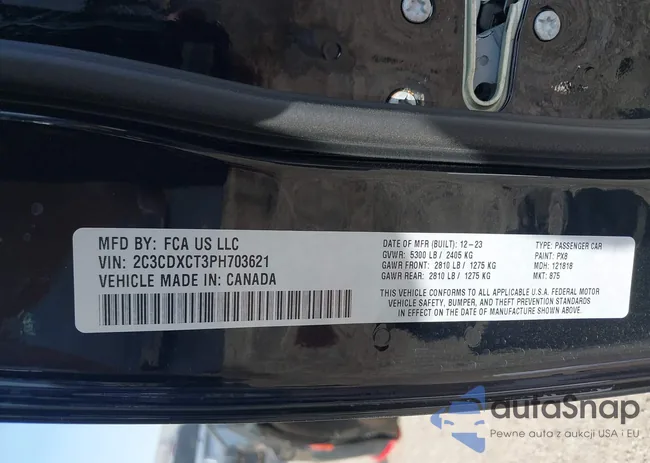 MFD BY: FCA US LLC
VIN: 2C3CDXCT3PH703621
VEHICLE MADE IN: CANADA
DATE OF MFR (BUILT): 12-23
GVWR: 5300 LB / 2405 KG
GAWR FRONT: 2810 LB / 1275 KG
GAWR REAR: 2810 LB / 1275 KG
TYPE: PASSENGER CAR
PAINT: PX8
MDH: 121818
MKT: 875
THIS VEHICLE CONFORMS TO ALL APPLICABLE U.S.A. FEDERAL MOTOR
VEHICLE SAFETY, BUMPER, AND THEFT PREVENTION STANDARDS
IN EFFECT ON THE DATE OF MANUFACTURE SHOWN ABOVE.
autoSnap
Pewne auta z aukcji USA i EU